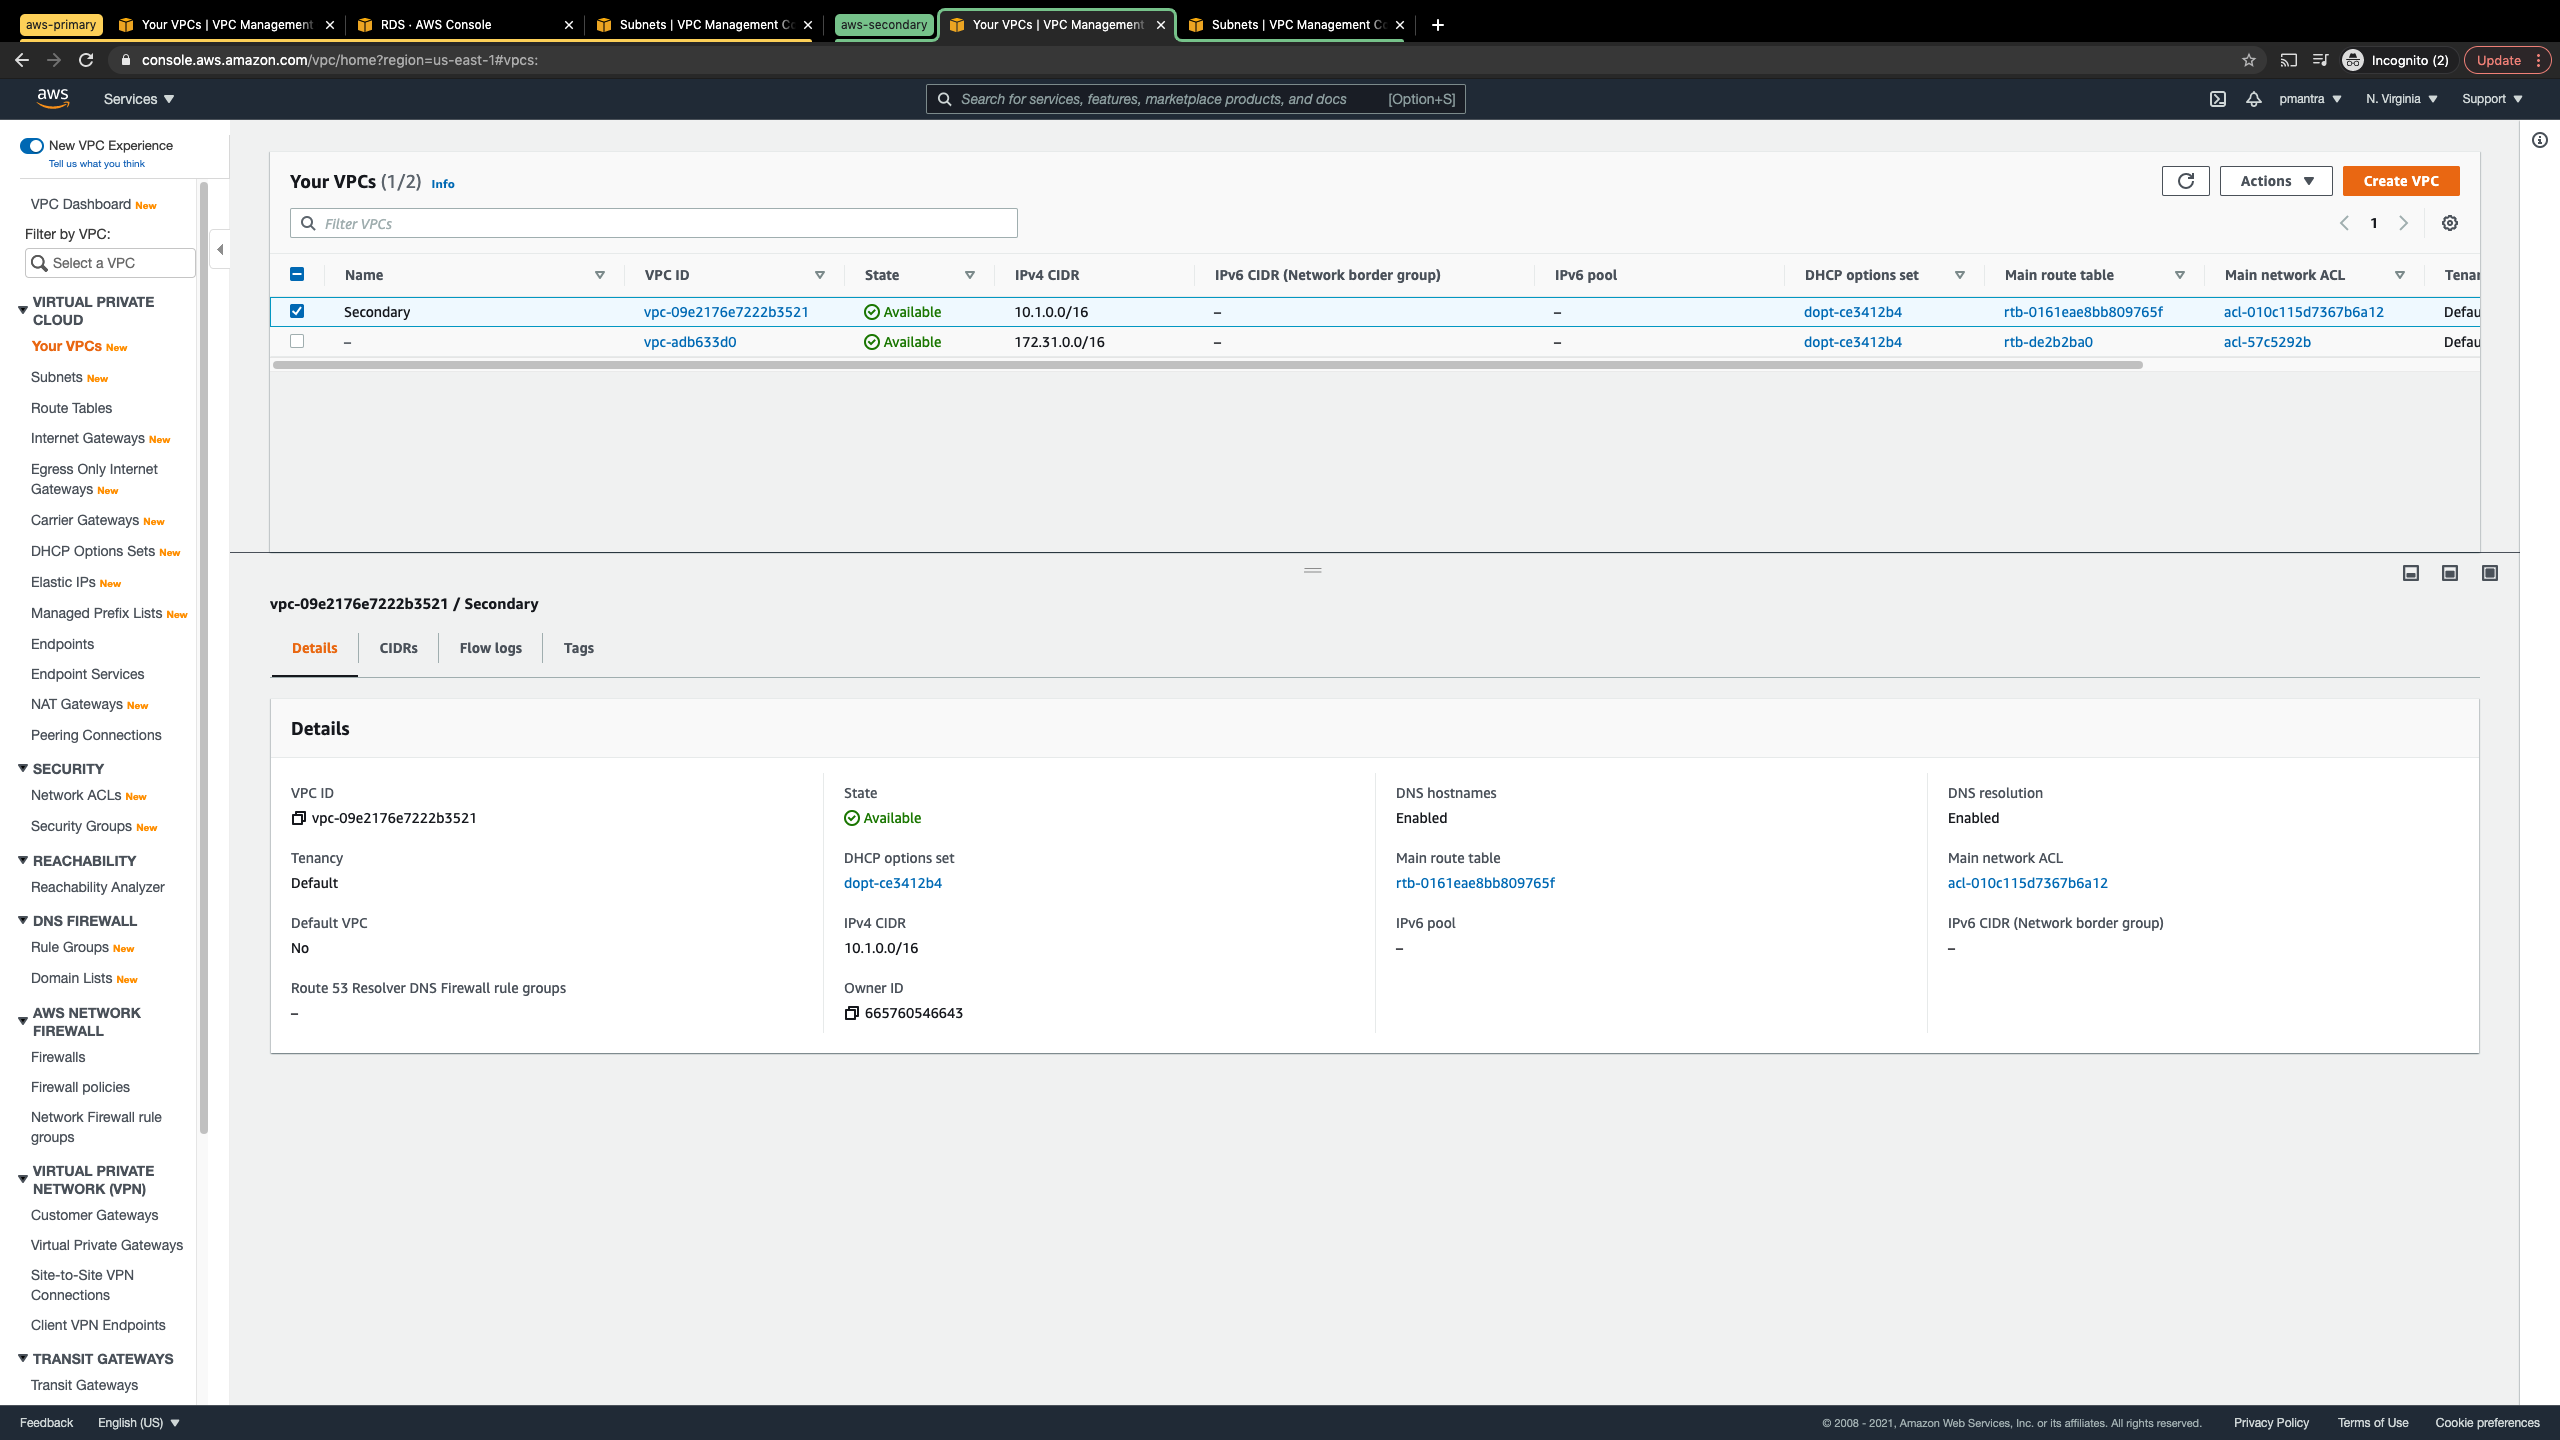 aws-primary
Your VPCs | VPC Management
RDS · AWS Console
Subnets | VPC Management C
aws-secondary
Your VPCs | VPC Management
Subnets | VPC Management C
console.aws.amazon.com/vpc/home?region=us-east-1#vpcs:
Incognito (2)
Update
aws
Services
Search for services, features, marketplace products, and docs [Option+S]
pmantra
N. Virginia
Support
New VPC Experience
Tell us what you think
VPC Dashboard New
Filter by VPC:
Select a VPC
VIRTUAL PRIVATE
CLOUD
Your VPCs New
Subnets New
Route Tables
Internet Gateways New
Egress Only Internet
Gateways New
Carrier Gateways New
DHCP Options Sets New
Elastic IPs New
Managed Prefix Lists New
Endpoints
Endpoint Services
NAT Gateways New
Peering Connections
SECURITY
Network ACLs New
Security Groups New
REACHABILITY
Reachability Analyzer
DNS FIREWALL
Rule Groups New
Domain Lists New
AWS NETWORK
FIREWALL
Firewalls
Firewall policies
Network Firewall rule
groups
VIRTUAL PRIVATE
NETWORK (VPN)
Customer Gateways
Virtual Private Gateways
Site-to-Site VPN
Connections
Client VPN Endpoints
TRANSIT GATEWAYS
Transit Gateways
Your VPCs (1/2) Info
Actions
Create VPC
Filter VPCs
1
Name VPC ID State IPv4 CIDR IPv6 CIDR (Network border group) IPv6 pool DHCP options set Main route table Main network ACL Tenar
Secondary vpc-09e2176e7222b3521 Available 10.1.0.0/16 – – dopt-ce3412b4 rtb-0161eae8bb809765f acl-010c115d7367b6a12 Defau
– vpc-adb633d0 Available 172.31.0.0/16 – – dopt-ce3412b4 rtb-de2b2ba0 acl-57c5292b Defau
vpc-09e2176e7222b3521 / Secondary
Details CIDRs Flow logs Tags
Details
VPC ID
vpc-09e2176e7222b3521
Tenancy
Default
Default VPC
No
Route 53 Resolver DNS Firewall rule groups
–
State
Available
DHCP options set
dopt-ce3412b4
IPv4 CIDR
10.1.0.0/16
Owner ID
665760546643
DNS hostnames
Enabled
Main route table
rtb-0161eae8bb809765f
IPv6 pool
–
DNS resolution
Enabled
Main network ACL
acl-010c115d7367b6a12
IPv6 CIDR (Network border group)
–
Feedback
English (US)
© 2008 - 2021, Amazon Web Services, Inc. or its affiliates. All rights reserved.
Privacy Policy
Terms of Use
Cookie preferences